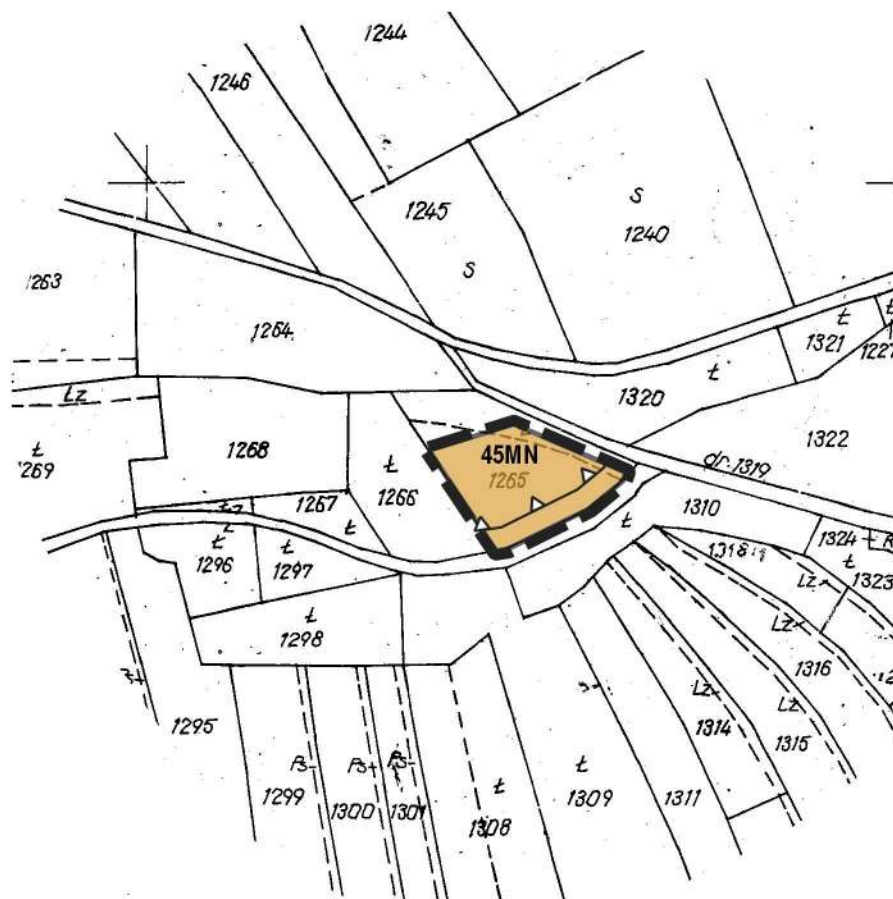 1244
1246
1245
S
1240
S
1263
1264
ł
1321
ł
1227
1320
ł
Lz
1322
ł
1269
1268
45MN
1265
ł
1266
dr. 1319
1267
ł
1310
ł
ł
1296
ł
1297
1318
1324
ł
1323
Lz
ł
1298
Lz
1316
1295
Lz
1314
Lz
1315
Ps
1299
Ps
1300
Ps
1301
ł
1308
ł
1309
1311